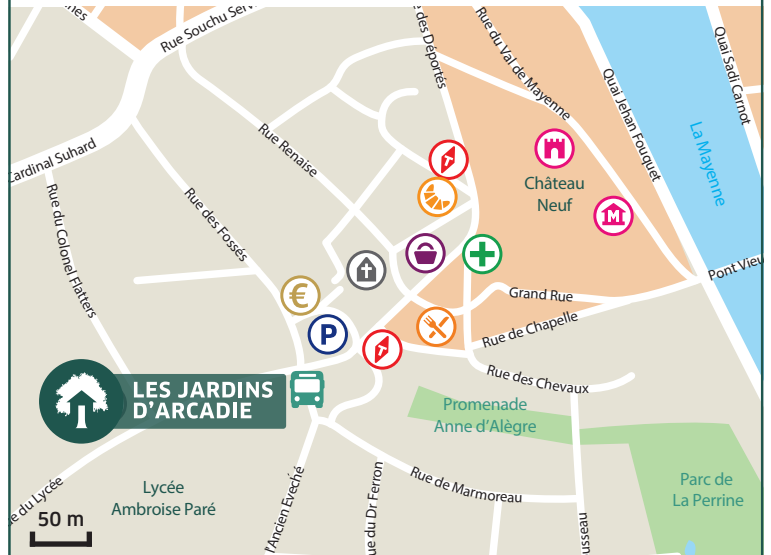 Rue Souchu Serv
des Déportés
Rue du Val de Mayenne
Quai Jehan Fouquet
Quai Sadi Carnot
La Mayenne
Cardinal Suhard
Rue Renaise
Rue du Colonel Flatters
Rue des Fossés
Château
Neuf
M
Pont Vieu
€
P
Grand Rue
Rue de Chapelle
Rue des Chevaux
LES JARDINS
D'ARCADIE
Promenade
Anne d'Alègre
Rue de Marmoreau
Parc de
La Perrine
e du Lycée
Lycée
Ambroise Paré
l'Ancien Eveché
ue du Dr Ferron
50 m